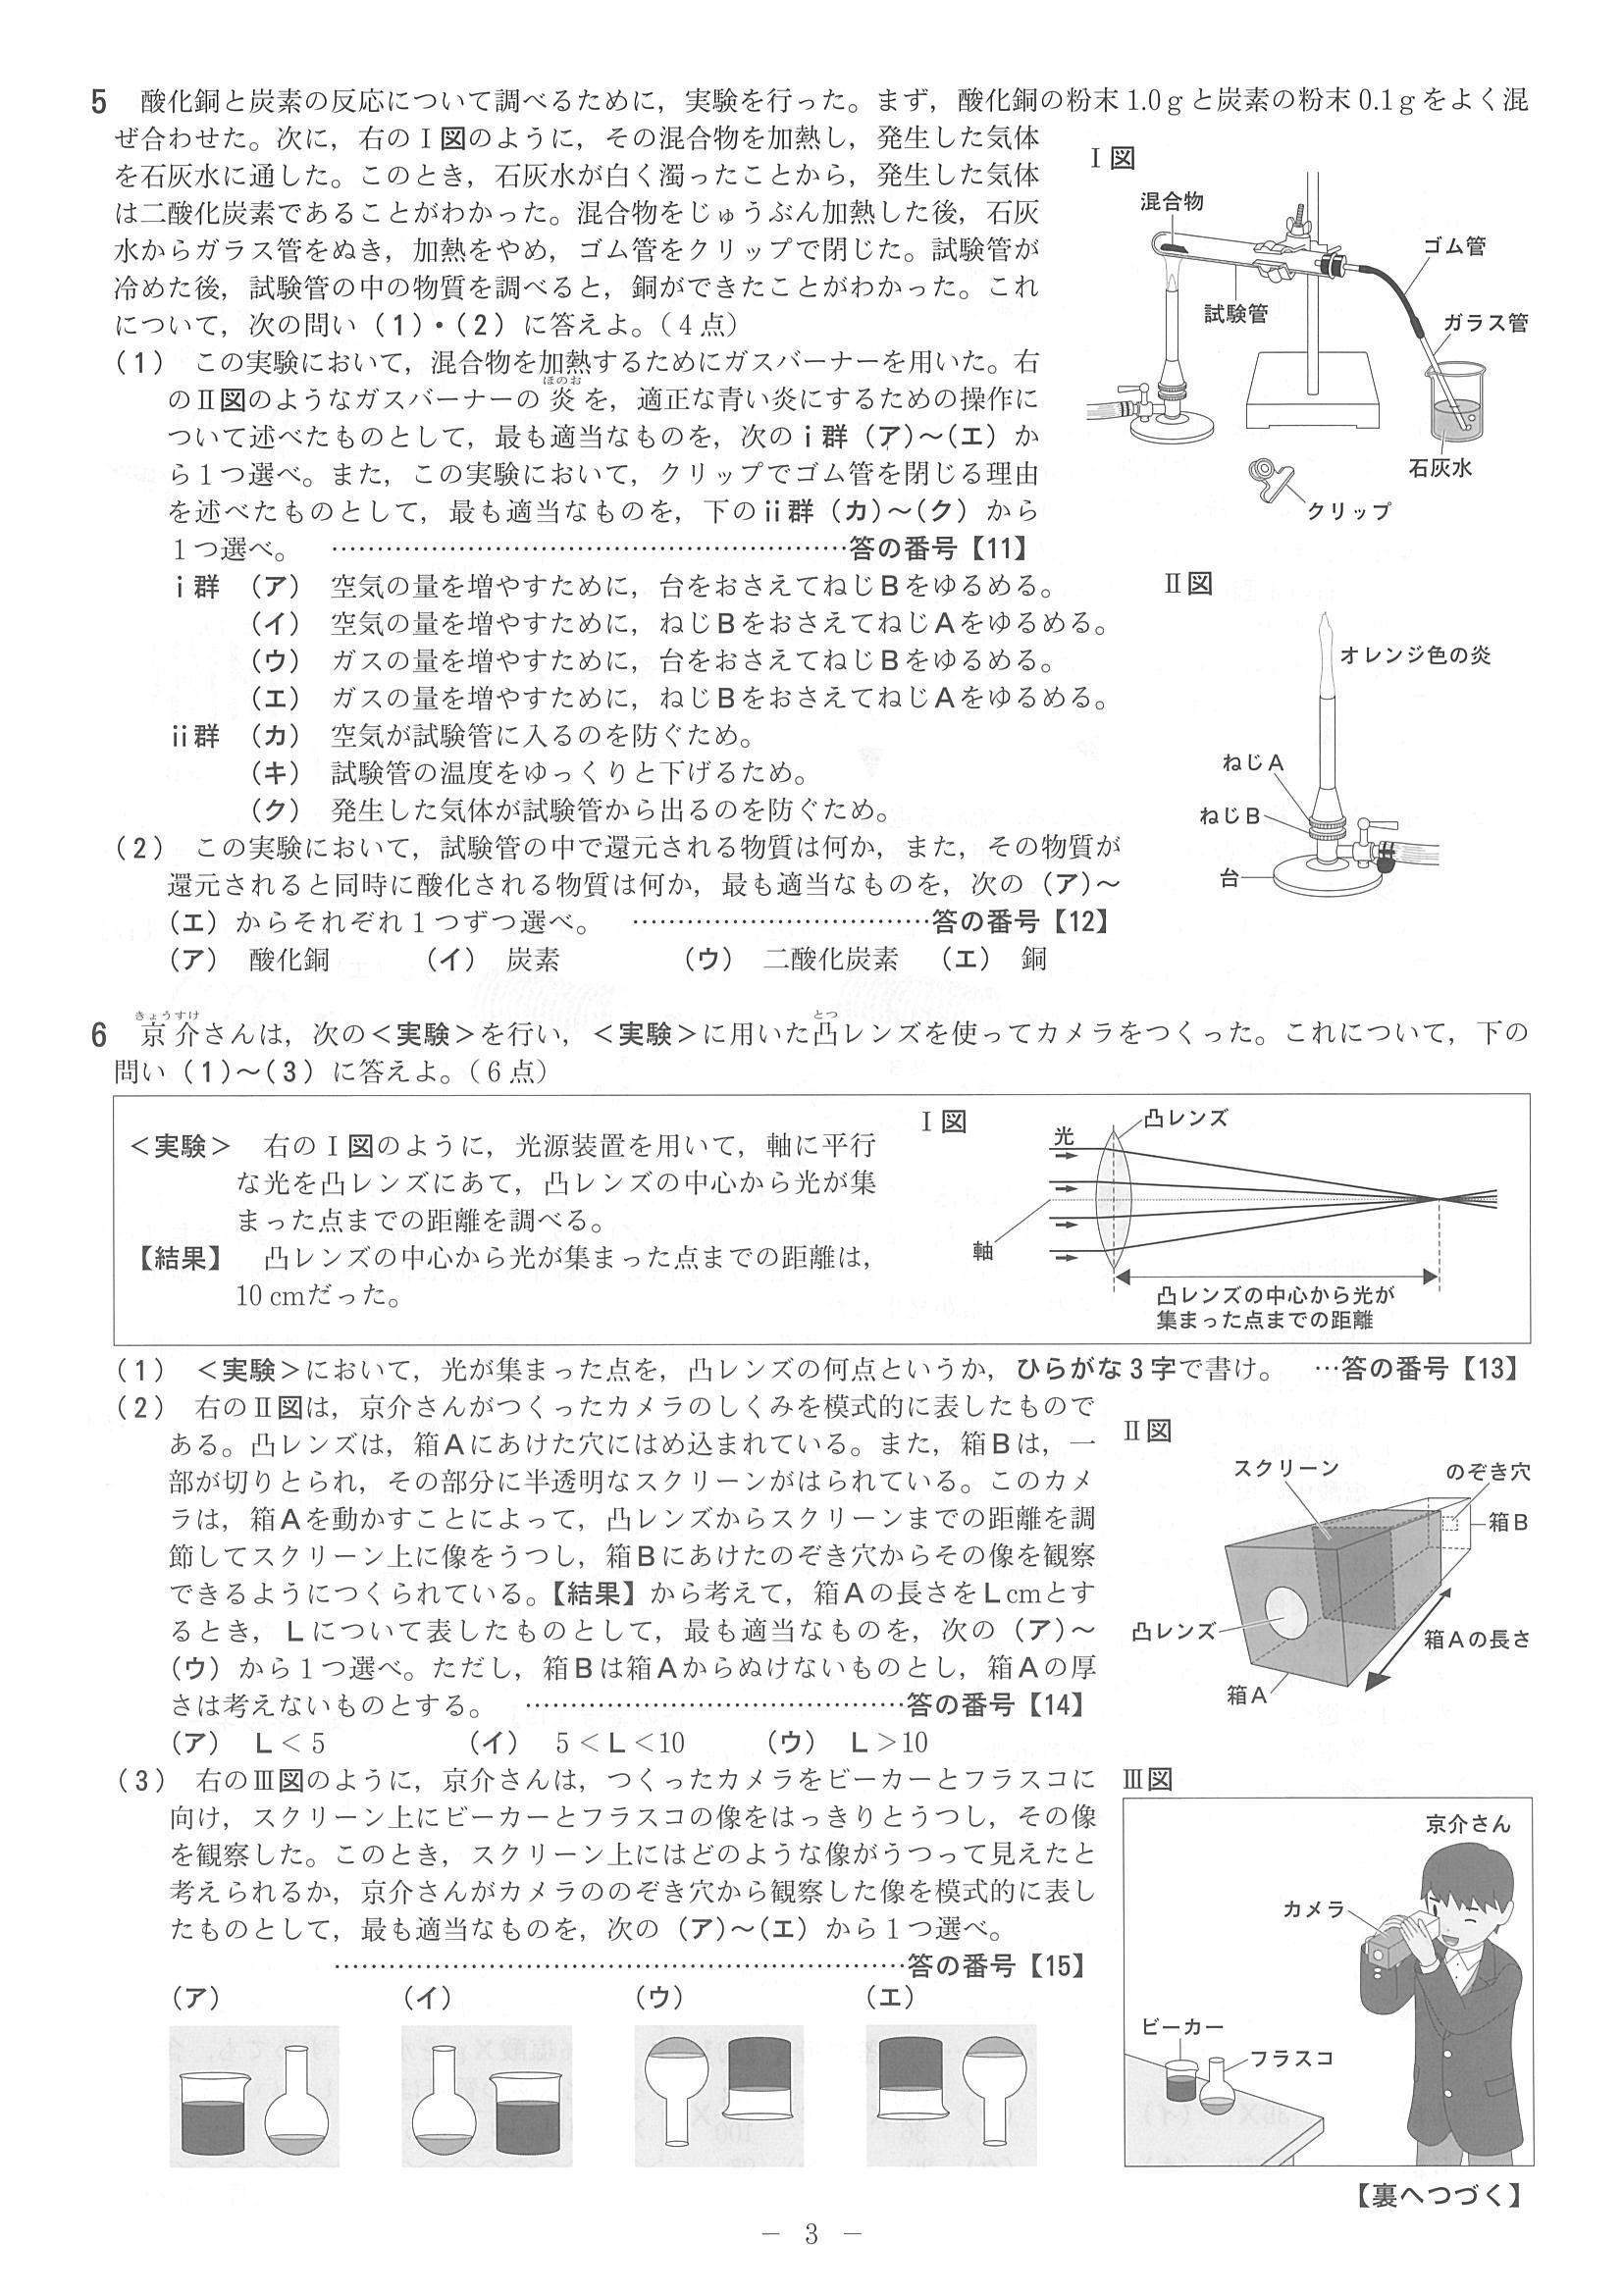 5　酸化銅と炭素の反応について調べるために，実験を行った。まず，酸化銅の粉末1.0gと炭素の粉末0.1gをよく混
ぜ合わせた。次に，右のⅠ図のように，その混合物を加熱し，発生した気体
を石灰水に通した。このとき，石灰水が白く濁ったことから，発生した気体
は二酸化炭素であることがわかった。混合物をじゅうぶん加熱した後，石灰
水からガラス管をぬき，加熱をやめ，ゴム管をクリップで閉じた。試験管が
冷めた後，試験管の中の物質を調べると，銅ができたことがわかった。これ
について，次の問い（1）・（2）に答えよ。（4点）
Ⅰ図
混合物
ゴム管
試験管
ガラス管
石灰水
クリップ
（1）　この実験において，混合物を加熱するためにガスバーナーを用いた。右
ほのお
のⅡ図のようなガスバーナーの炎を，適正な青い炎にするための操作に
ついて述べたものとして，最も適当なものを，次のⅰ群（ア）～（エ）か
ら1つ選べ。また，この実験において，クリップでゴム管を閉じる理由
を述べたものとして，最も適当なものを，下のⅱ群（カ）～（ク）から
1つ選べ。　……………………………………………………答の番号【11】
ⅰ群　（ア）　空気の量を増やすために，台をおさえてねじBをゆるめる。
（イ）　空気の量を増やすために，ねじBをおさえてねじAをゆるめる。
（ウ）　ガスの量を増やすために，台をおさえてねじBをゆるめる。
（エ）　ガスの量を増やすために，ねじBをおさえてねじAをゆるめる。
ⅱ群　（カ）　空気が試験管に入るのを防ぐため。
（キ）　試験管の温度をゆっくりと下げるため。
（ク）　発生した気体が試験管から出るのを防ぐため。
Ⅱ図
オレンジ色の炎
ねじA
ねじB
台
（2）　この実験において，試験管の中で還元される物質は何か，また，その物質が
還元されると同時に酸化される物質は何か，最も適当なものを，次の（ア）～
（エ）からそれぞれ1つずつ選べ。　……………………………答の番号【12】
（ア）　酸化銅　（イ）　炭素　（ウ）　二酸化炭素　（エ）　銅
きょうすけ　とつ
6　京介さんは，次の＜実験＞を行い，＜実験＞に用いた凸レンズを使ってカメラをつくった。これについて，下の
問い（1）～（3）に答えよ。（6点）
＜実験＞　右のⅠ図のように，光源装置を用いて，軸に平行
な光を凸レンズにあて，凸レンズの中心から光が集
まった点までの距離を調べる。
【結果】　凸レンズの中心から光が集まった点までの距離は，
10 cmだった。
Ⅰ図
凸レンズ
光
軸
凸レンズの中心から光が
集まった点までの距離
（1）　＜実験＞において，光が集まった点を，凸レンズの何点というか，ひらがな3字で書け。　…答の番号【13】
（2）　右のⅡ図は，京介さんがつくったカメラのしくみを模式的に表したもので
ある。凸レンズは，箱Aにあけた穴にはめ込まれている。また，箱Bは，一
部が切りとられ，その部分に半透明なスクリーンがはられている。このカメ
ラは，箱Aを動かすことによって，凸レンズからスクリーンまでの距離を調
節してスクリーン上に像をうつし，箱Bにあけたのぞき穴からその像を観察
できるようにつくられている。【結果】から考えて，箱Aの長さをL cmとす
るとき，Lについて表したものとして，最も適当なものを，次の（ア）～
（ウ）から1つ選べ。ただし，箱Bは箱Aからぬけないものとし，箱Aの厚
さは考えないものとする。　……………………………………答の番号【14】
（ア）　L＜5　（イ）　5＜L＜10　（ウ）　L＞10
Ⅱ図
スクリーン
のぞき穴
箱B
凸レンズ
箱Aの長さ
箱A
（3）　右のⅢ図のように，京介さんは，つくったカメラをビーカーとフラスコに
向け，スクリーン上にビーカーとフラスコの像をはっきりとうつし，その像
を観察した。このとき，スクリーン上にはどのような像がうつって見えたと
考えられるか，京介さんがカメラののぞき穴から観察した像を模式的に表し
たものとして，最も適当なものを，次の（ア）～（エ）から1つ選べ。
…………………………………………………………答の番号【15】
（ア）　（イ）　（ウ）　（エ）
Ⅲ図
京介さん
カメラ
ビーカー
フラスコ
【裏へつづく】
― 3 ―